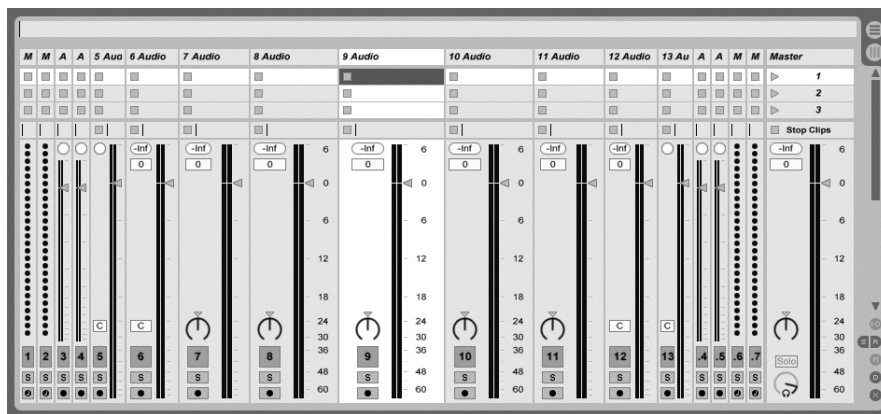 M M A A 5 Aud 6 Audio 7 Audio 8 Audio 9 Audio 10 Audio 11 Audio 12 Audio 13 Au A A M M Master
1
2
3
Stop Clips
-Inf -Inf -Inf -Inf -Inf -Inf -Inf -Inf
6 6 6 6 6
0 0 0 0 0 0 0 0
0 0 0 0 0
6 6 6 6 6
12 12 12 12 12
18 18 18 18 18
C C C C
24 24 24 24 24
30 30 30 30 30
36 36 36 36 36
1 2 3 4 5 6 7 8 9 10 11 12 13 .4 .5 .6 .7
Solo
S R
S S S S S S S S S S S S S S S S S
48 48 48 48 48
60 60 60 60 60
D
X